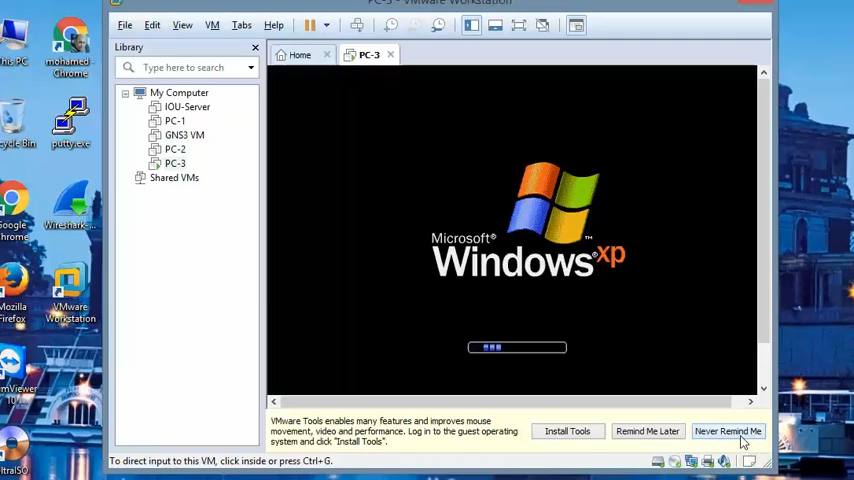 PC-3 - VMware Workstation
File Edit View VM Tabs Help
This PC
mohamed - Chrome
Library
Type here to search
Home
PC-3
My Computer
IOU-Server
PC-1
GNS3 VM
PC-2
PC-3
Shared VMs
putty.exe
Google Chrome
Wireshark-...
Mozilla Firefox
VMware Workstation
Microsoft®
Windows® xp ™
VMware Tools enables many features and improves mouse
movement, video and performance. Log in to the guest operating
system and click "Install Tools".
Install Tools
Remind Me Later
Never Remind Me
To direct input to this VM, click inside or press Ctrl+G.